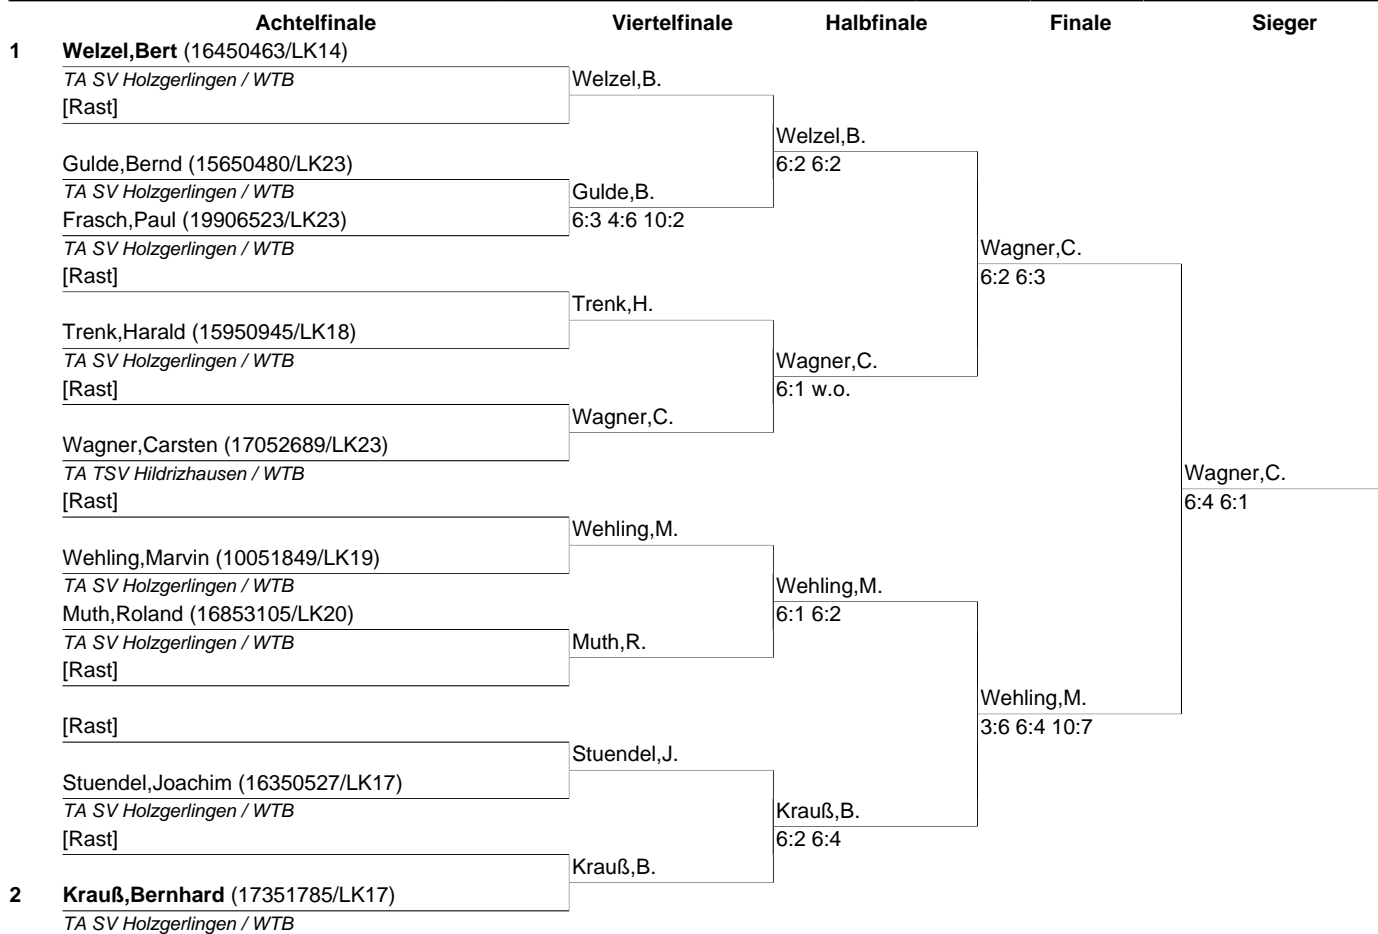 Achtelfinale Viertelfinale Halbfinale Finale Sieger
1 Welzel,Bert (16450463/LK14)
TA SV Holzgerlingen / WTB Welzel,B.
[Rast]
Welzel,B.
Gulde,Bernd (15650480/LK23) 6:2 6:2
TA SV Holzgerlingen / WTB Gulde,B.
Frasch,Paul (19906523/LK23) 6:3 4:6 10:2
TA SV Holzgerlingen / WTB Wagner,C.
[Rast] 6:2 6:3
Trenk,H.
Trenk,Harald (15950945/LK18)
TA SV Holzgerlingen / WTB Wagner,C.
[Rast] 6:1 w.o.
Wagner,C.
Wagner,Carsten (17052689/LK23)
TA TSV Hildrizhausen / WTB Wagner,C.
[Rast] 6:4 6:1
Wehling,M.
Wehling,Marvin (10051849/LK19)
TA SV Holzgerlingen / WTB Wehling,M.
Muth,Roland (16853105/LK20) 6:1 6:2
TA SV Holzgerlingen / WTB Muth,R.
[Rast]
Wehling,M.
[Rast] 3:6 6:4 10:7
Stuendel,J.
Stuendel,Joachim (16350527/LK17)
TA SV Holzgerlingen / WTB Krauß,B.
[Rast] 6:2 6:4
Krauß,B.
2 Krauß,Bernhard (17351785/LK17)
TA SV Holzgerlingen / WTB